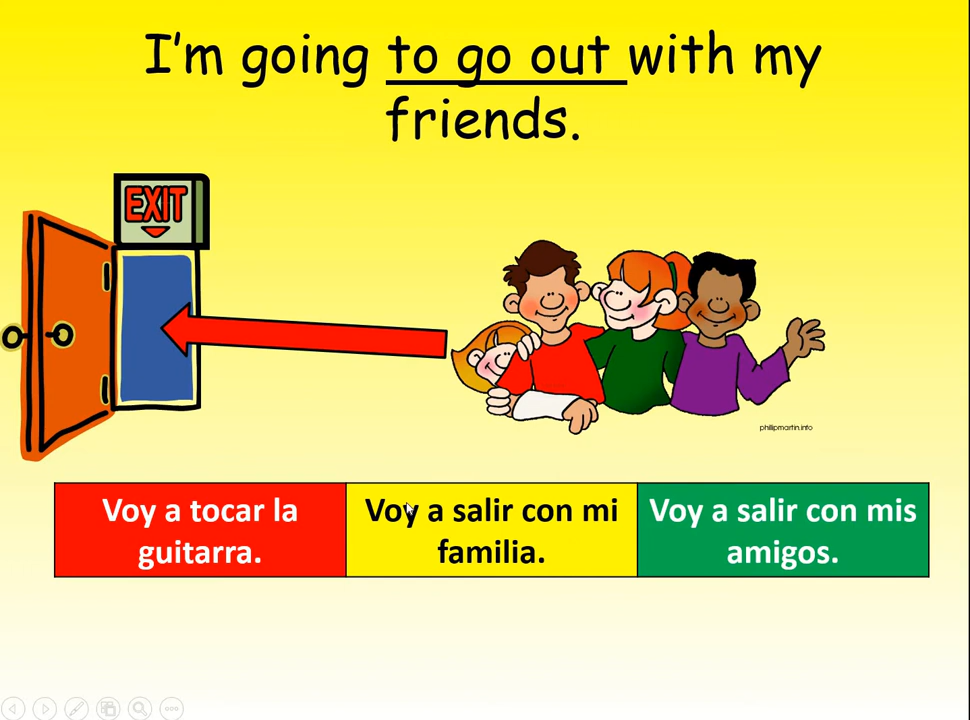 I'm going to go out with my
friends.
EXIT
phillipmartin.info
Voy a tocar la
guitarra.
Voy a salir con mi
familia.
Voy a salir con mis
amigos.